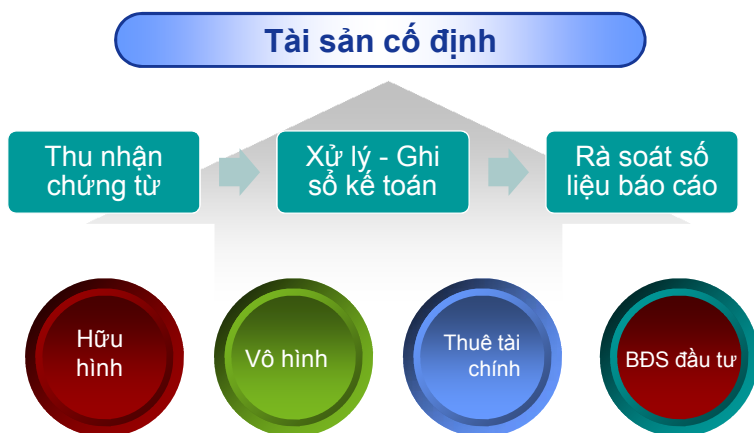 Tài sản cố định
Thu nhận
chứng từ
Xử lý - Ghi
sổ kế toán
Rà soát số
liệu báo cáo
Hữu
hình
Vô hình
Thuê tài
chính
BĐS đầu tư